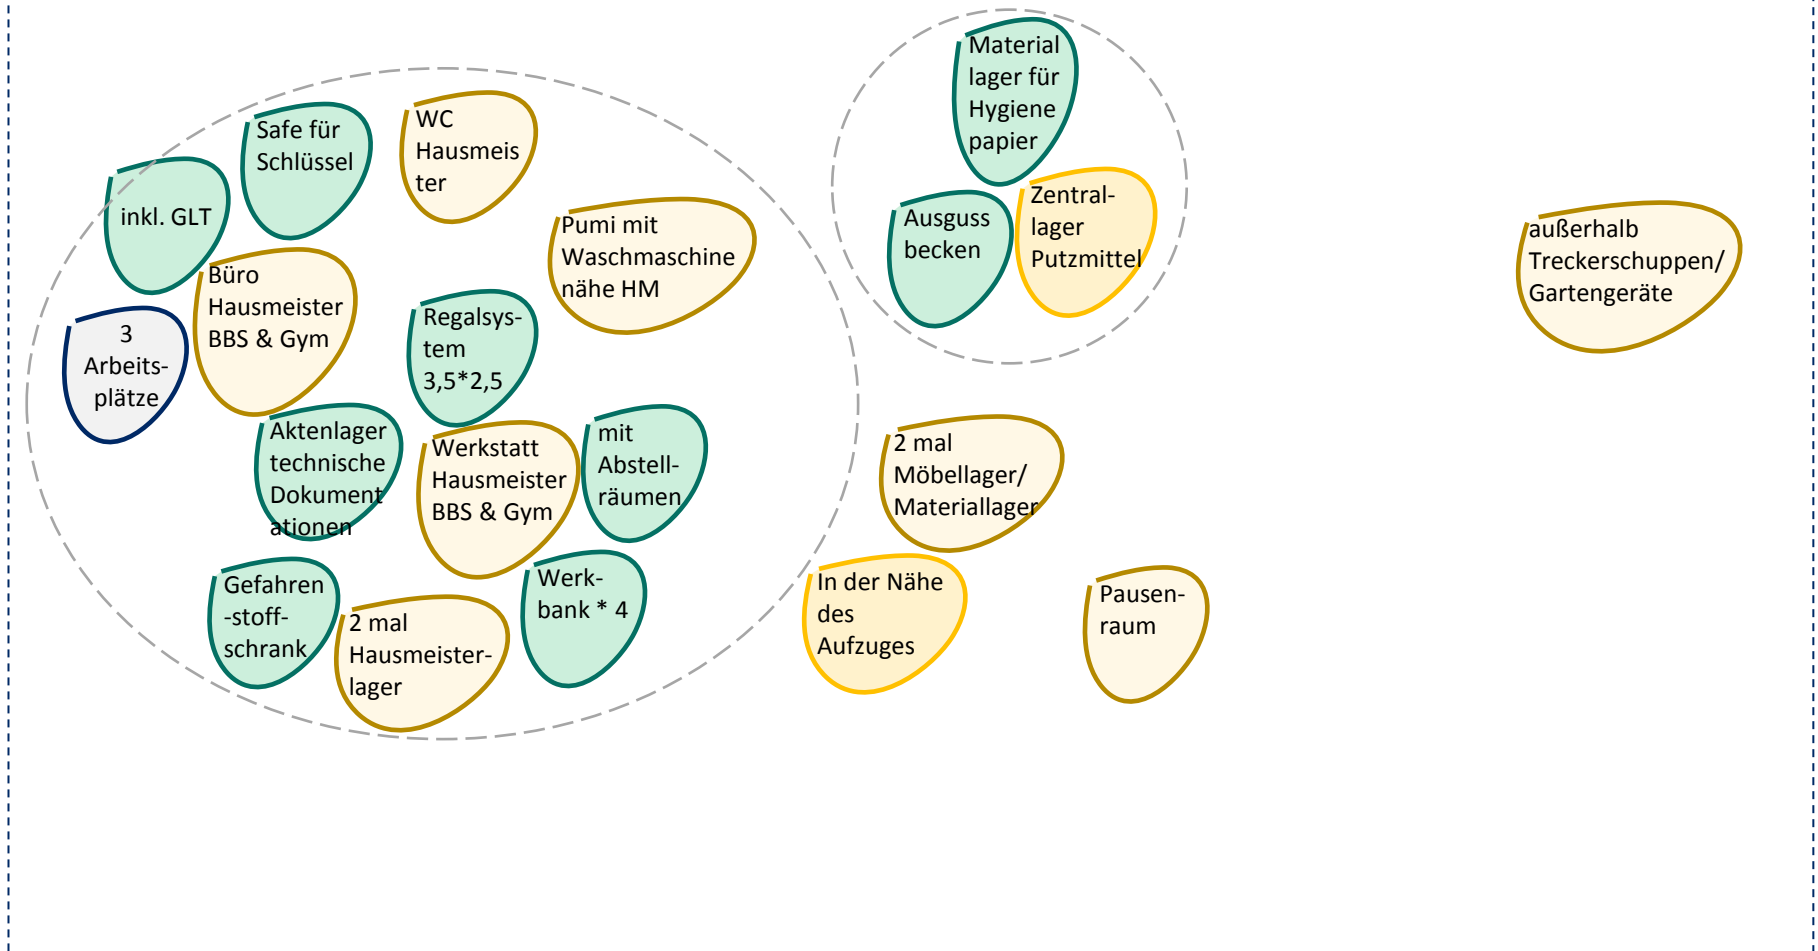 Material
lager für
Hygiene
papier
Safe für
Schlüssel
WC
Hausmeis
ter
inkl. GLT
Pumi mit
Waschmaschine
nähe HM
Ausguss
becken
Zentral-
lager
Putzmittel
außerhalb
Treckerschuppen/
Gartengeräte
Büro
Hausmeister
BBS & Gym
3
Arbeits-
plätze
Regalsys-
tem
3,5*2,5
Aktenlager
technische
Dokument
ationen
Werkstatt
Hausmeister
BBS & Gym
mit
Abstell-
räumen
2 mal
Möbellager/
Materiallager
Gefahren
-stoff-
schrank
2 mal
Hausmeister-
lager
Werk-
bank * 4
In der Nähe
des
Aufzuges
Pausen-
raum